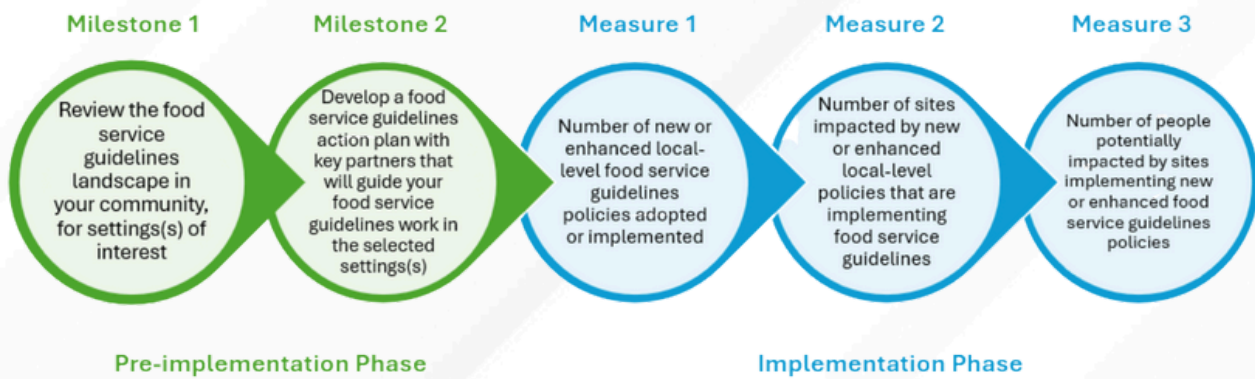 Milestone 1
Milestone 2
Measure 1
Measure 2
Measure 3
Review the food
service
guidelines
landscape in
your community,
for settings(s) of
interest
Develop a food
service guidelines
action plan with
key partners that
will guide your
food service
guidelines work in
the selected
settings(s)
Number of new or
enhanced local-
level food service
guidelines
policies adopted
or implemented
Number of sites
impacted by new
or enhanced
local-level
policies that are
implementing
food service
guidelines
Number of people
potentially
impacted by sites
implementing new
or enhanced food
service guidelines
policies
Pre-implementation Phase
Implementation Phase